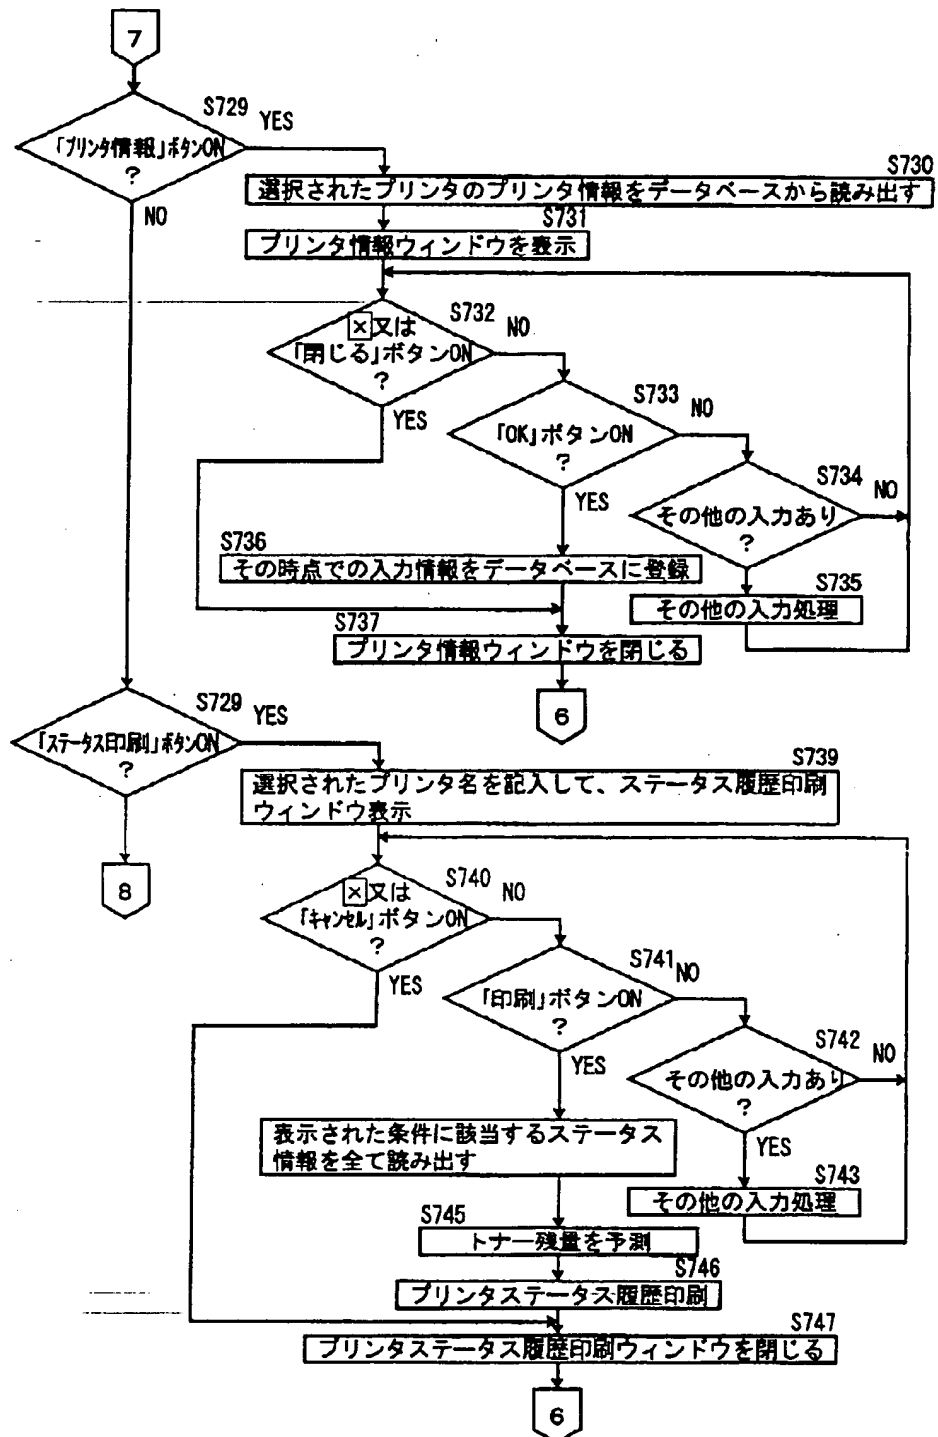 7
S729
YES
「プリンタ情報」ボタンON
?
NO
S730
選択されたプリンタのプリンタ情報をデータベースから読み出す
S731
プリンタ情報ウィンドウを表示
S732
NO
×又は
「閉じる」ボタンON
?
YES
S733
NO
「OK」ボタンON
?
YES
S734
NO
その他の入力あり
?
S736
その時点での入力情報をデータベースに登録
S735
その他の入力処理
S737
プリンタ情報ウィンドウを閉じる
6
S729
YES
「ステータス印刷」ボタンON
?
8
S739
選択されたプリンタ名を記入して、ステータス履歴印刷
ウィンドウ表示
S740
NO
×又は
「キャンセル」ボタンON
?
YES
S741
NO
「印刷」ボタンON
?
YES
S742
NO
その他の入力あり
?
YES
表示された条件に該当するステータス
情報を全て読み出す
S743
その他の入力処理
S745
トナー残量を予測
S746
プリンタステータス履歴印刷
S747
プリンタステータス履歴印刷ウィンドウを閉じる
6